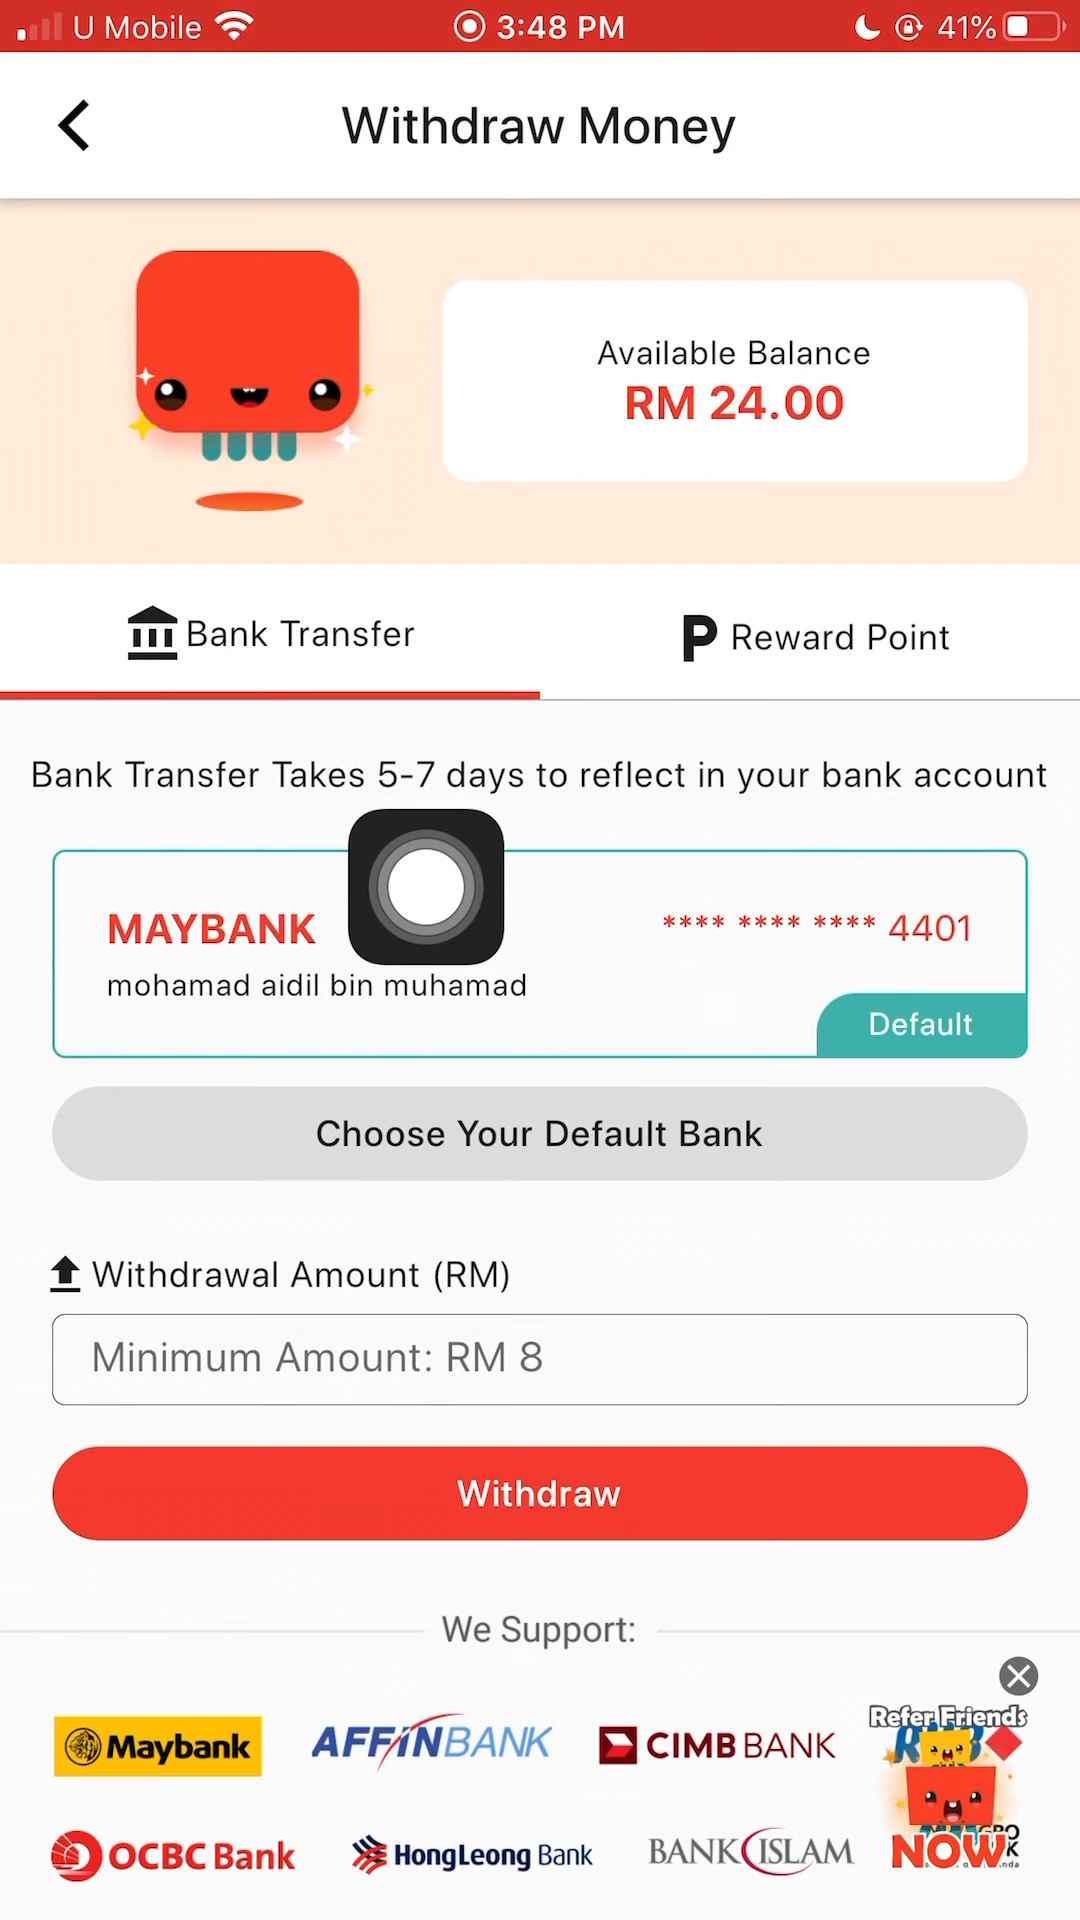 U Mobile 3:48 PM 41%
Withdraw Money
Available Balance
RM 24.00
Bank Transfer
P Reward Point
Bank Transfer Takes 5-7 days to reflect in your bank account
MAYBANK **** **** **** 4401
mohamad aidil bin muhamad
Default
Choose Your Default Bank
Withdrawal Amount (RM)
Minimum Amount: RM 8
Withdraw
We Support:
Refer Friends
Maybank AFFINBANK CIMB BANK
OCBC Bank HongLeong Bank BANK ISLAM NOW